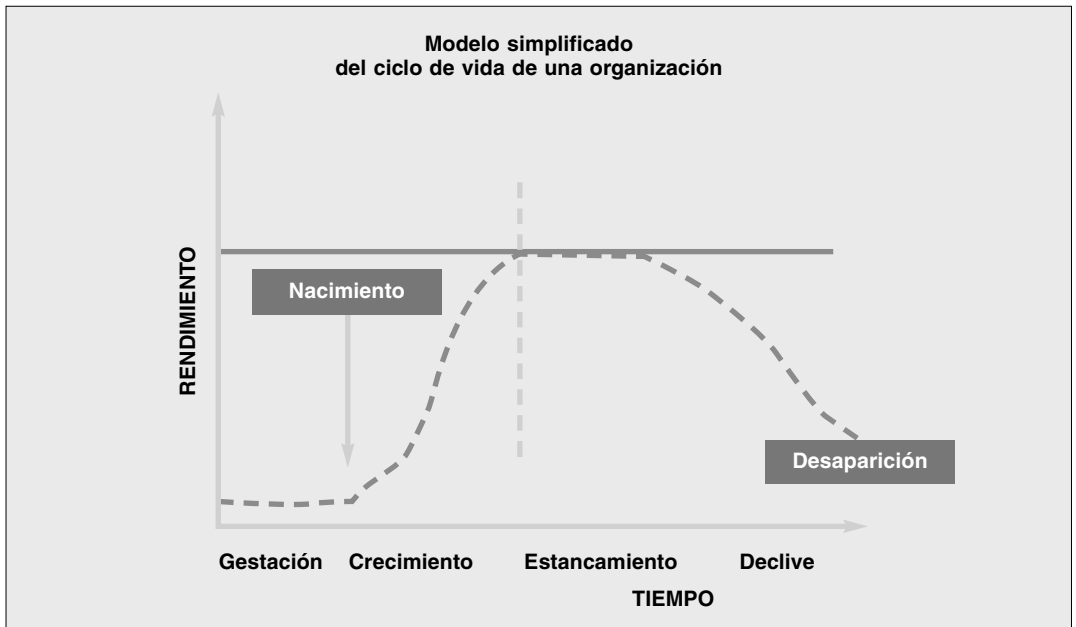 Modelo simplificado
del ciclo de vida de una organización
RENDIMIENTO
Nacimiento
Desaparición
Gestación Crecimiento Estancamiento Declive
TIEMPO